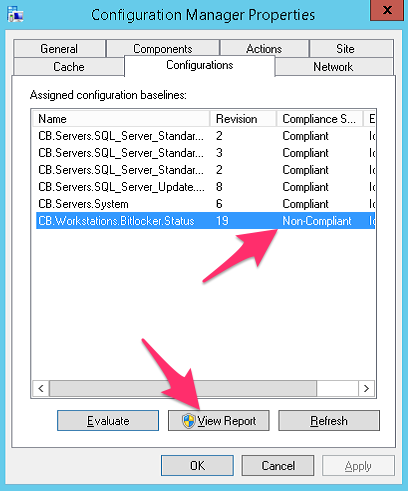 Configuration Manager Properties
x
General Components Actions Site
Cache Configurations Network
Assigned configuration baselines:
Name Revision Compliance S...
CB.Servers.SQL_Server_Standar... 2 Compliant
CB.Servers.SQL_Server_Standar... 3 Compliant
CB.Servers.SQL_Server_Standar... 2 Compliant
CB.Servers.SQL_Server_Update.... 8 Compliant
CB.Servers.System 6 Compliant
CB.Workstations.Bitlocker.Status 19 Non-Compliant
Evaluate View Report Refresh
OK Cancel Apply